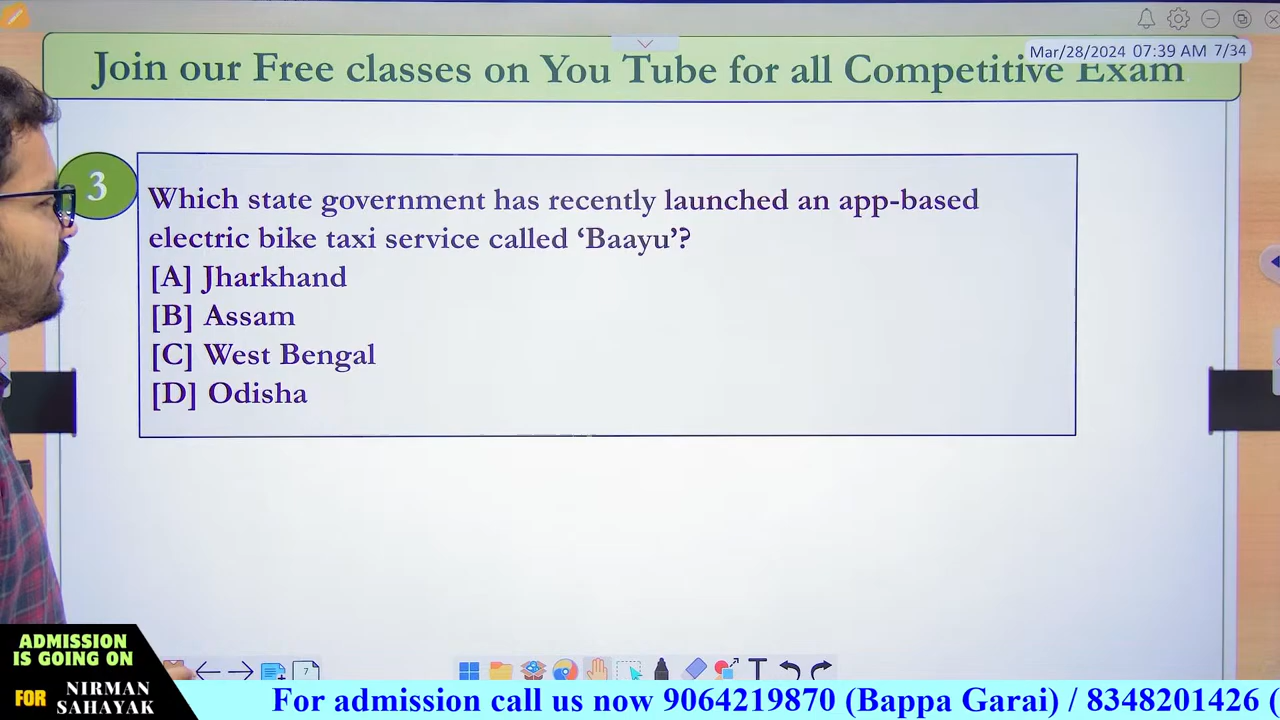 Join our Free classes on You Tube for all Competitive Exam
Mar/28/2024 07:39 AM 7/34
3
Which state government has recently launched an app-based
electric bike taxi service called ‘Baayu’?
[A] Jharkhand
[B] Assam
[C] West Bengal
[D] Odisha
7
T
ADMISSION
IS GOING ON
FOR NIRMAN
SAHAYAK
For admission call us now 9064219870 (Bappa Garai) / 8348201426 (